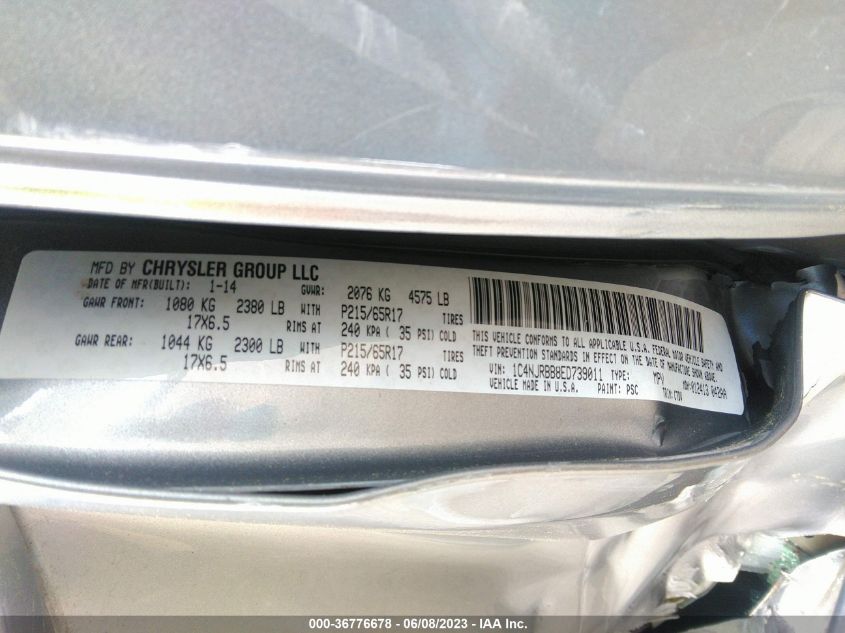 MFD BY CHRYSLER GROUP LLC
DATE OF MFR(BUILT): 1-14 GVWR: 2076 KG 4575 LB
GAWR FRONT: 1080 KG 2380 LB WITH P215/65R17 TIRES
17X6.5 RIMS AT 240 KPA ( 35 PSI) COLD
GAWR REAR: 1044 KG 2300 LB WITH P215/65R17 TIRES
17X6.5 RIMS AT 240 KPA ( 35 PSI) COLD
THIS VEHICLE CONFORMS TO ALL APPLICABLE U.S.A. FEDERAL MOTOR VEHICLE SAFETY AND
THEFT PREVENTION STANDARDS IN EFFECT ON THE DATE OF MANUFACTURE SHOWN ABOVE
VIN: 1C4NJRBB8ED739011 TYPE: MPV
VEHICLE MADE IN U.S.A. PAINT: PSC TRIM:
000-36776678 - 06/08/2023 - IAA Inc.